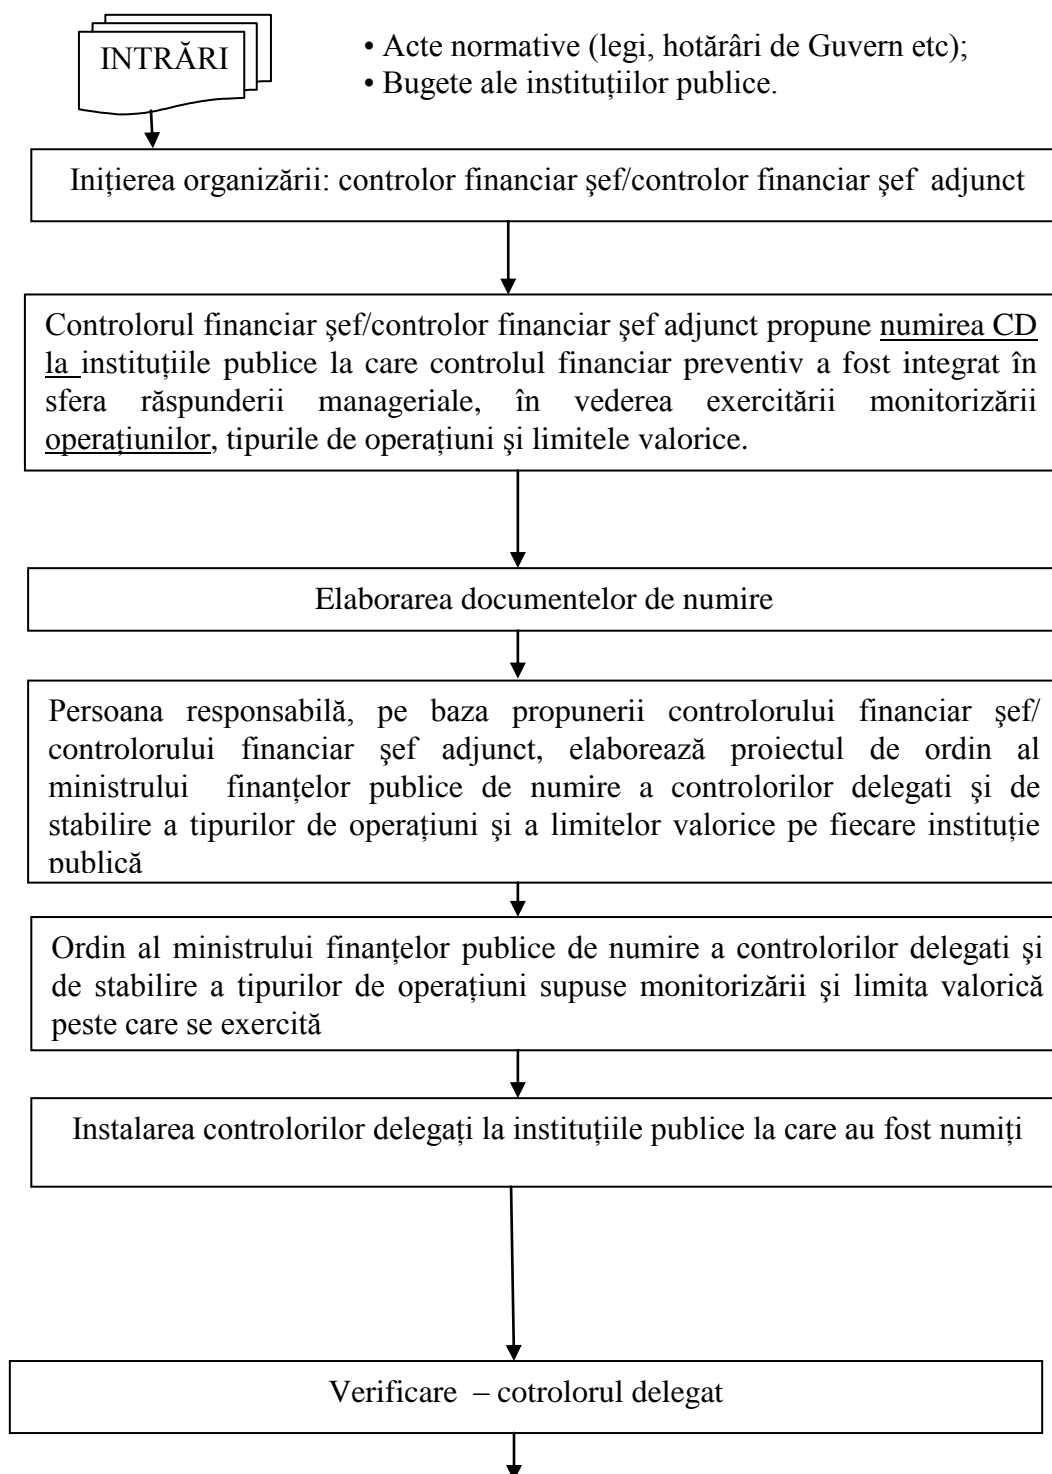 INTRĂRI
• Acte normative (legi, hotărâri de Guvern etc);
• Bugete ale instituțiilor publice.
Inițierea organizării: controlor financiar şef/controlor financiar şef adjunct
Controlorul financiar şef/controlor financiar şef adjunct propune numirea CD
la instituțiile publice la care controlul financiar preventiv a fost integrat în
sfera răspunderii manageriale, în vederea exercitării monitorizării
operațiunilor, tipurile de operațiuni şi limitele valorice.
Elaborarea documentelor de numire
Persoana responsabilă, pe baza propunerii controlorului financiar şef/
controlorului financiar şef adjunct, elaborează proiectul de ordin al
ministrului finanțelor publice de numire a controlorilor delegati şi de
stabilire a tipurilor de operațiuni şi a limitelor valorice pe fiecare instituție
publică
Ordin al ministrului finanțelor publice de numire a controlorilor delegati şi
de stabilire a tipurilor de operațiuni supuse monitorizării şi limita valorică
peste care se exercită
Instalarea controlorilor delegați la instituțiile publice la care au fost numiți
Verificare – cotrolorul delegat